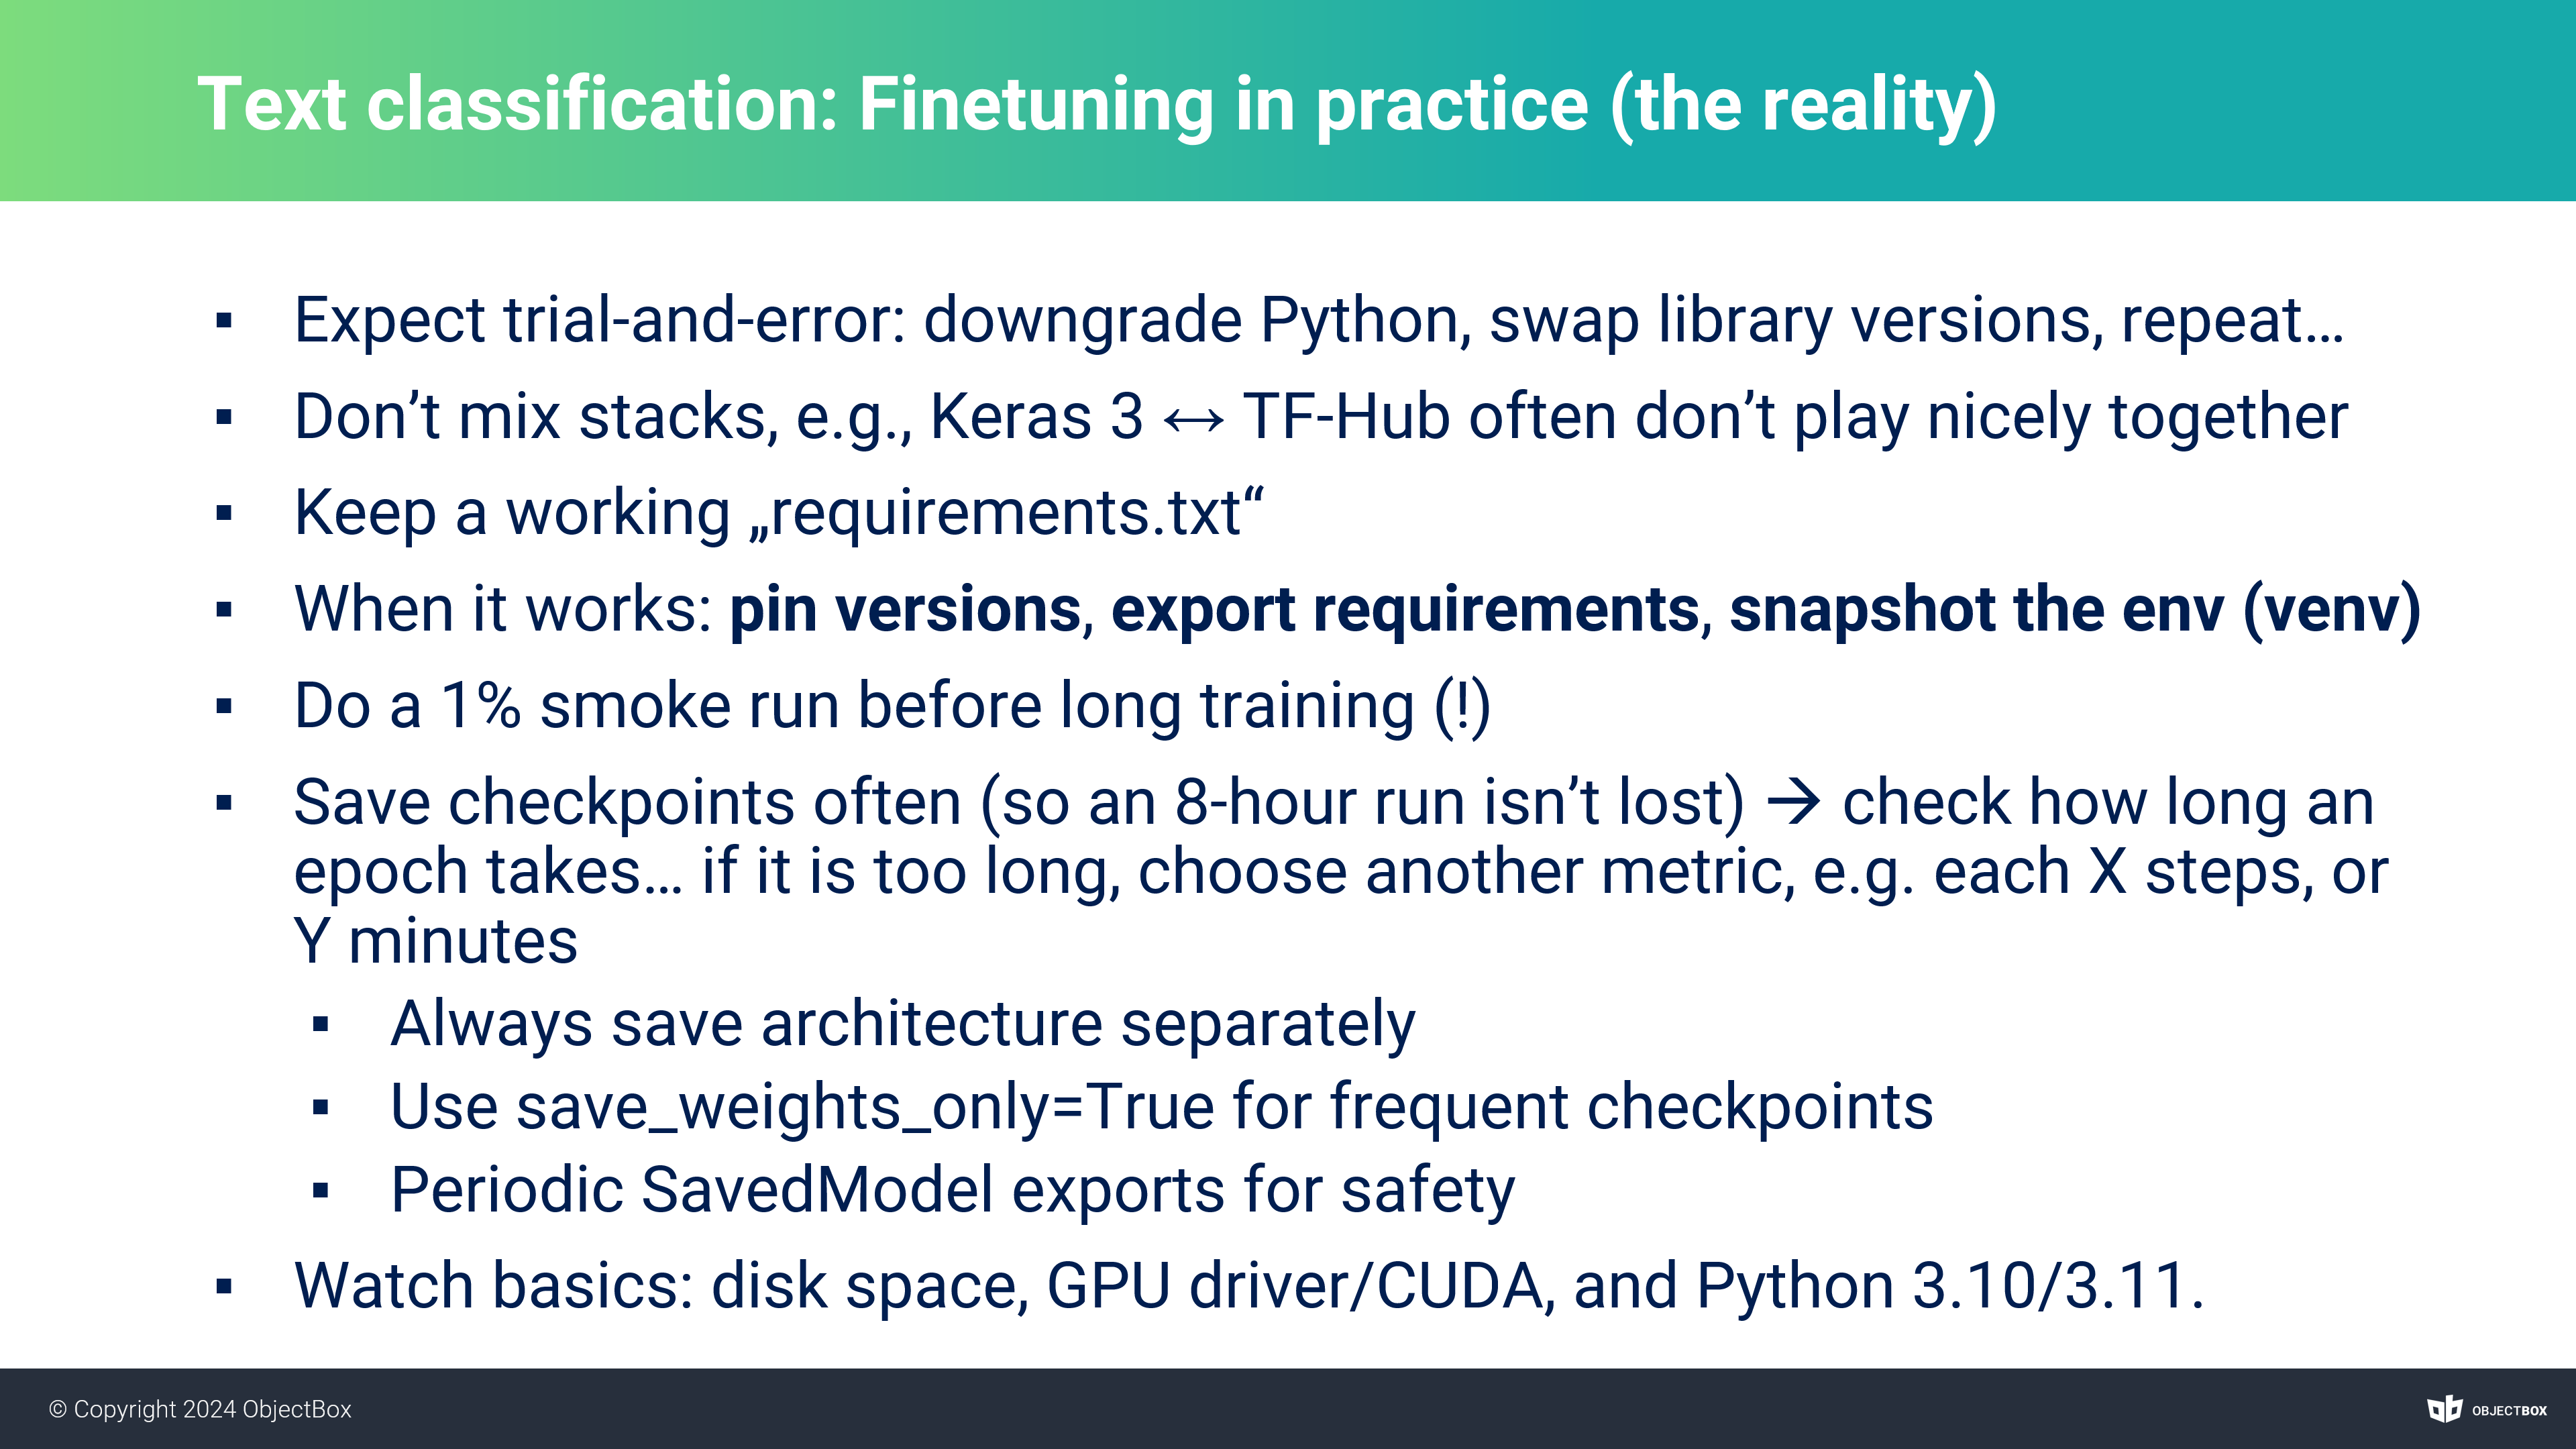 Text classification: Finetuning in practice (the reality)
▪ Expect trial-and-error: downgrade Python, swap library versions, repeat…
▪ Don’t mix stacks, e.g., Keras 3 ↔ TF-Hub often don’t play nicely together
▪ Keep a working „requirements.txt“
▪ When it works: pin versions, export requirements, snapshot the env (venv)
▪ Do a 1% smoke run before long training (!)
▪ Save checkpoints often (so an 8-hour run isn’t lost) → check how long an
epoch takes… if it is too long, choose another metric, e.g. each X steps, or
Y minutes
▪ Always save architecture separately
▪ Use save_weights_only=True for frequent checkpoints
▪ Periodic SavedModel exports for safety
▪ Watch basics: disk space, GPU driver/CUDA, and Python 3.10/3.11.
© Copyright 2024 ObjectBox
OBJECTBOX